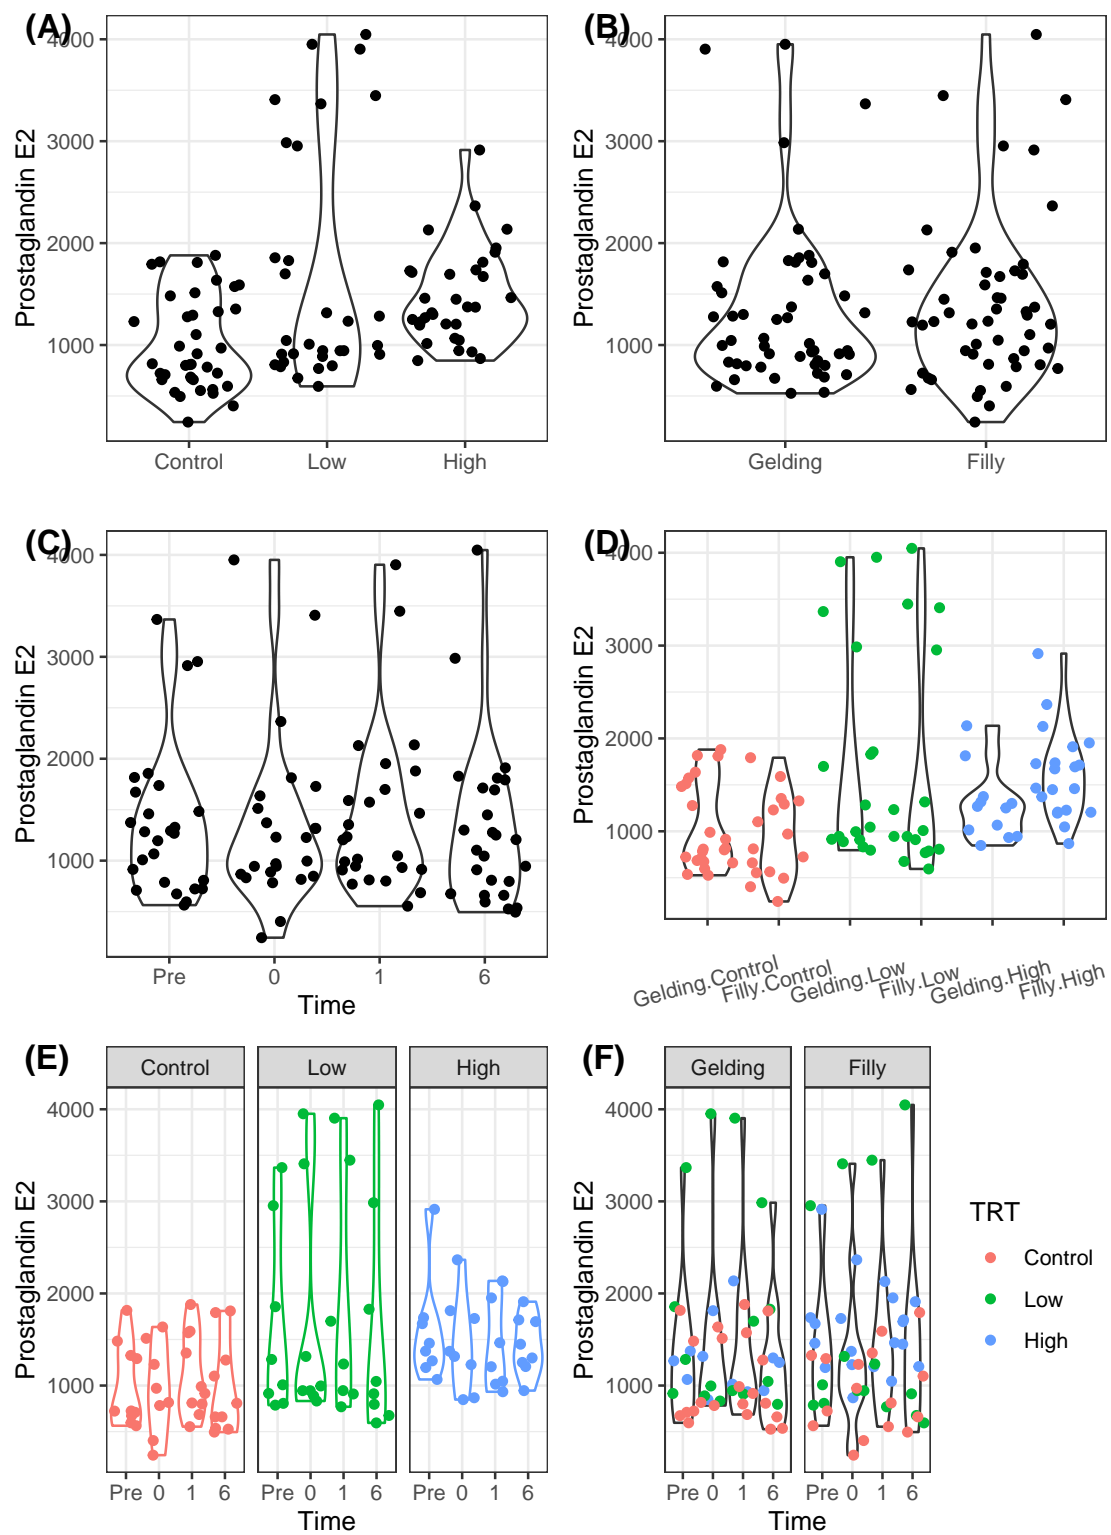 (A)
4000
3000
2000
1000
Prostaglandin E2
Control Low High
(B)
4000
3000
2000
1000
Prostaglandin E2
Gelding Filly
(C)
4000
3000
2000
1000
Prostaglandin E2
Pre 0 1 6
Time
(D)
4000
3000
2000
1000
Prostaglandin E2
Gelding.Control
Filly.Control
Gelding.Low
Filly.Low
Gelding.High
Filly.High
(E)
Control Low High
4000
3000
2000
1000
Prostaglandin E2
Pre 0 1 6 Pre 0 1 6 Pre 0 1 6
Time
(F)
Gelding Filly
4000
3000
2000
1000
Prostaglandin E2
Pre 0 1 6 Pre 0 1 6
Time
TRT
Control
Low
High